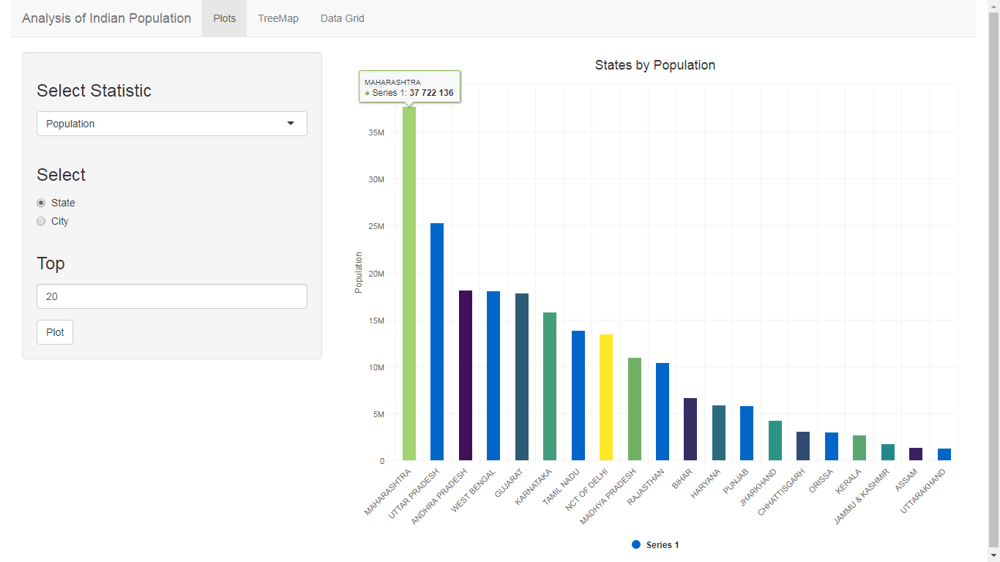 Analysis of Indian Population Plots TreeMap Data Grid
Select Statistic
Population
Select
State
City
Top
20
Plot
States by Population
MAHARASHTRA
● Series 1: 37 722 136
Population
35M
30M
25M
20M
15M
10M
5M
0
MAHARASHTRA
UTTAR PRADESH
ANDHRA PRADESH
WEST BENGAL
GUJARAT
KARNATAKA
TAMIL NADU
NCT OF DELHI
MADHYA PRADESH
RAJASTHAN
BIHAR
HARYANA
PUNJAB
JHARKHAND
CHHATTISGARH
ORISSA
KERALA
JAMMU & KASHMIR
ASSAM
UTTARAKHAND
Series 1